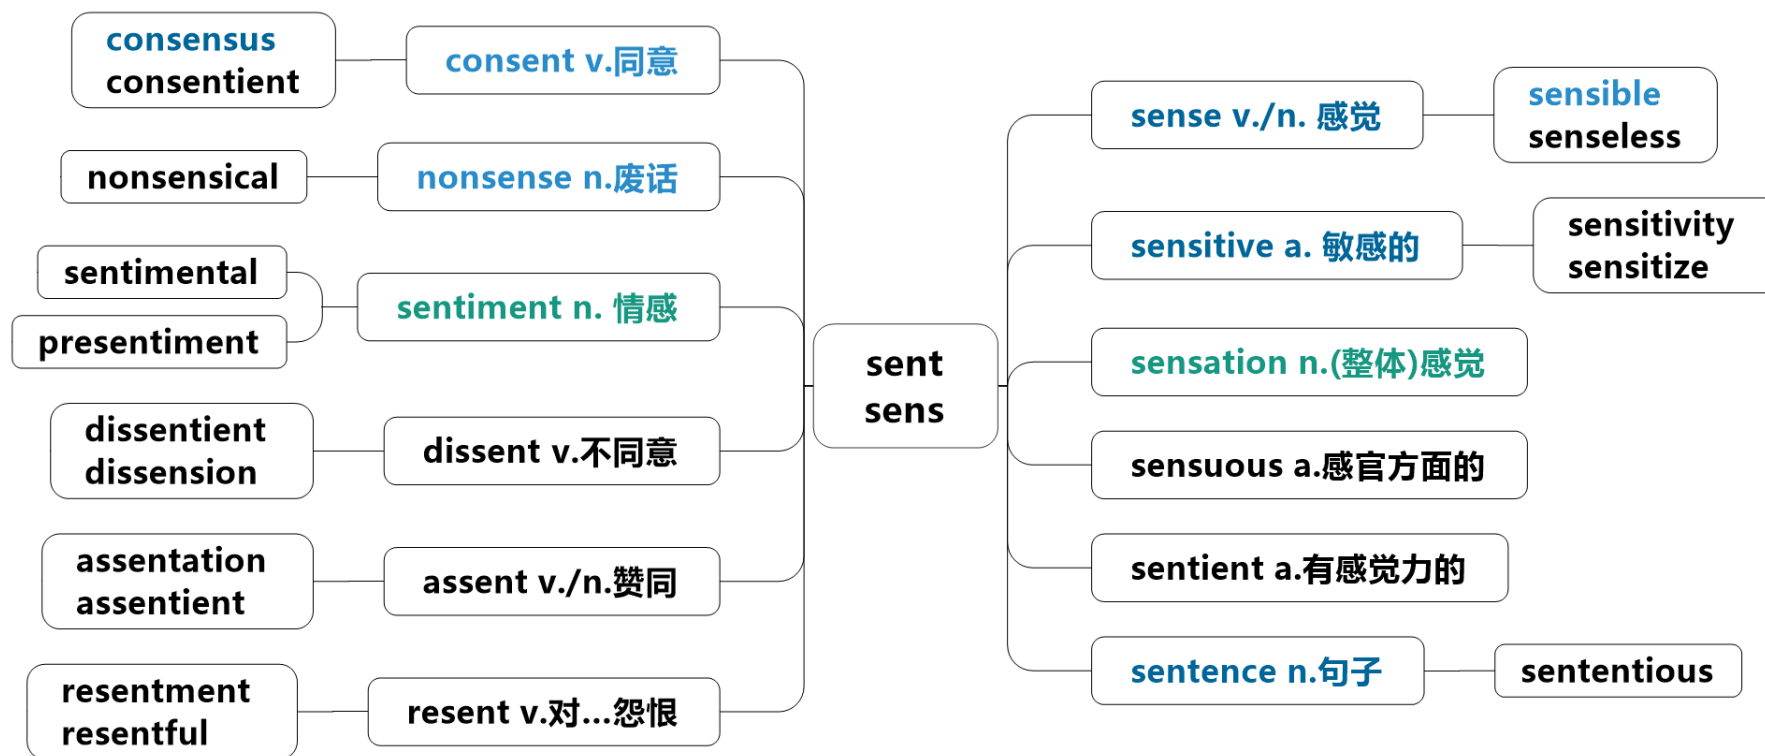 consensus
consentient
consent v.同意
nonsensical
nonsense n.废话
sentimental
presentiment
sentiment n. 情感
dissentient
dissension
dissent v.不同意
assentation
assentient
assent v./n.赞同
resentment
resentful
resent v.对...怨恨
sent
sens
sense v./n. 感觉
sensible
senseless
sensitive a. 敏感的
sensitivity
sensitize
sensation n.(整体)感觉
sensuous a.感官方面的
sentient a.有感觉力的
sentence n.句子
sententious